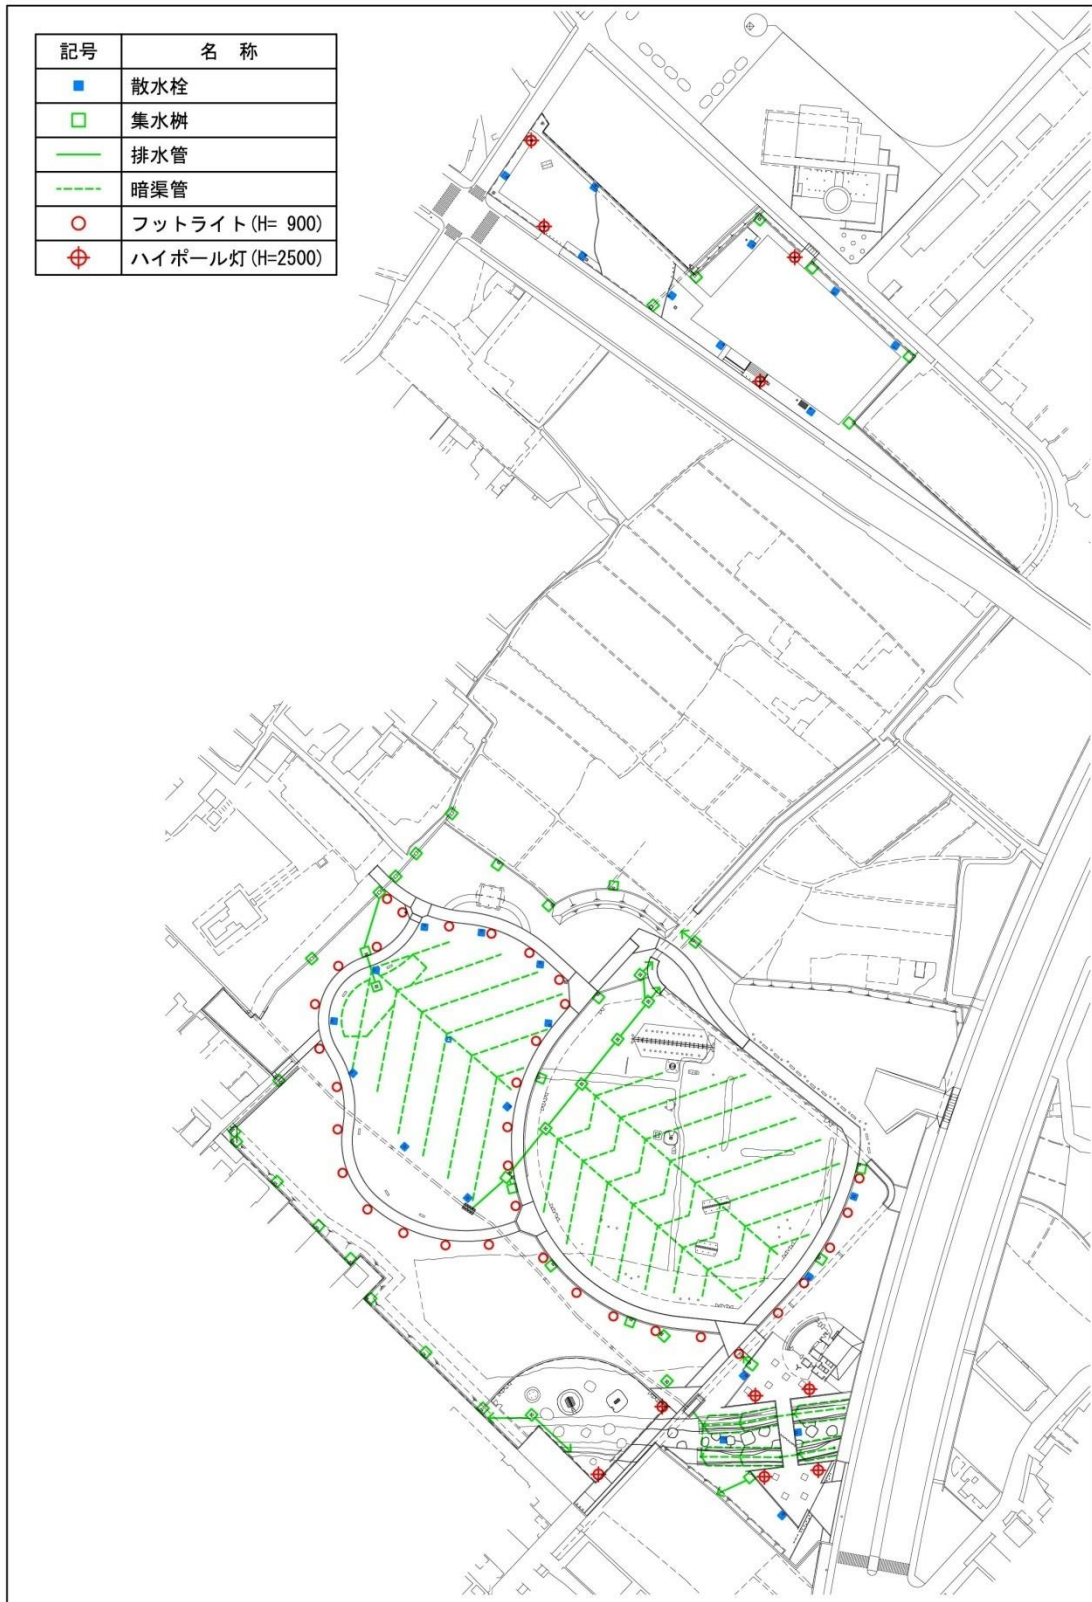 記号 名 称
散水栓
集水桝
排水管
暗渠管
フットライト(H= 900)
ハイポール灯(H=2500)